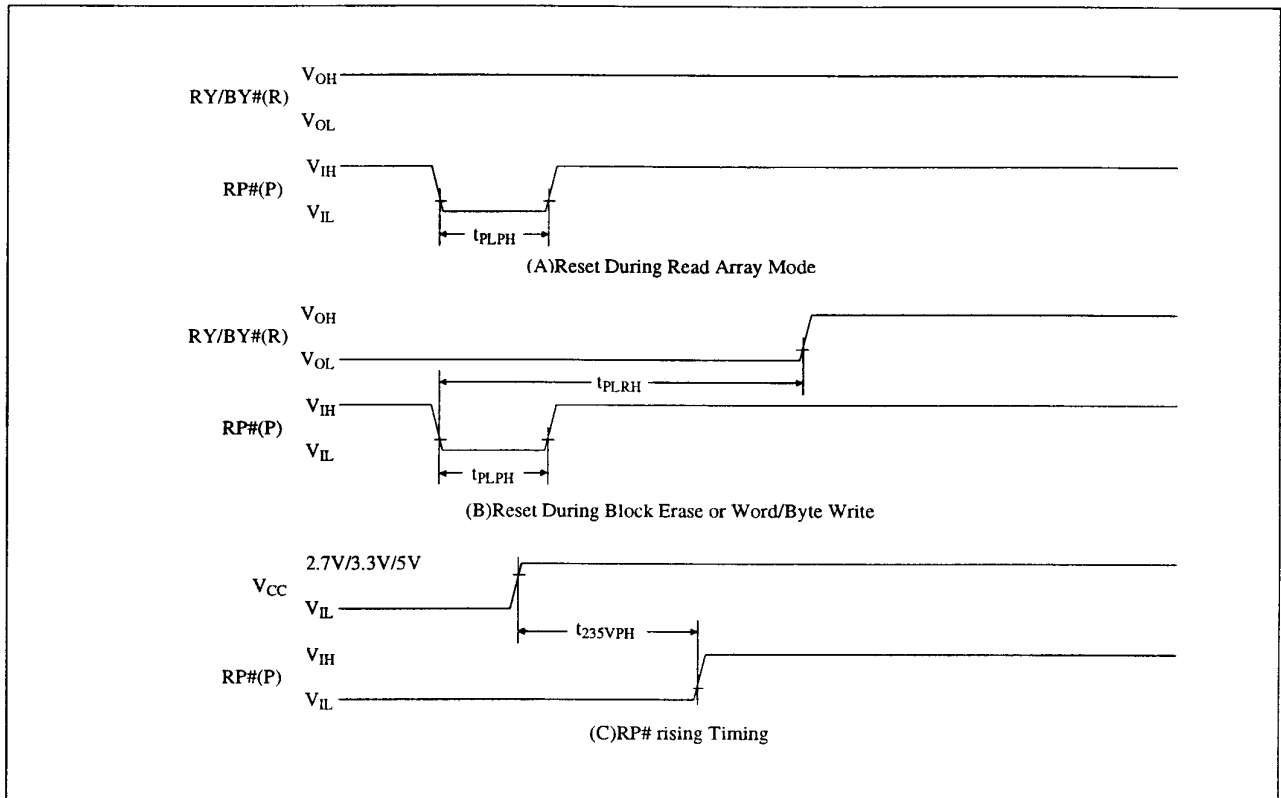 V_OH
RY/BY#(R)
V_OL
V_IH
RP#(P)
V_IL
t_PLPH
(A)Reset During Read Array Mode
V_OH
RY/BY#(R)
V_OL
t_PLRH
V_IH
RP#(P)
V_IL
t_PLPH
(B)Reset During Block Erase or Word/Byte Write
2.7V/3.3V/5V
V_CC
V_IL
t_235VPH
V_IH
RP#(P)
V_IL
(C)RP# rising Timing